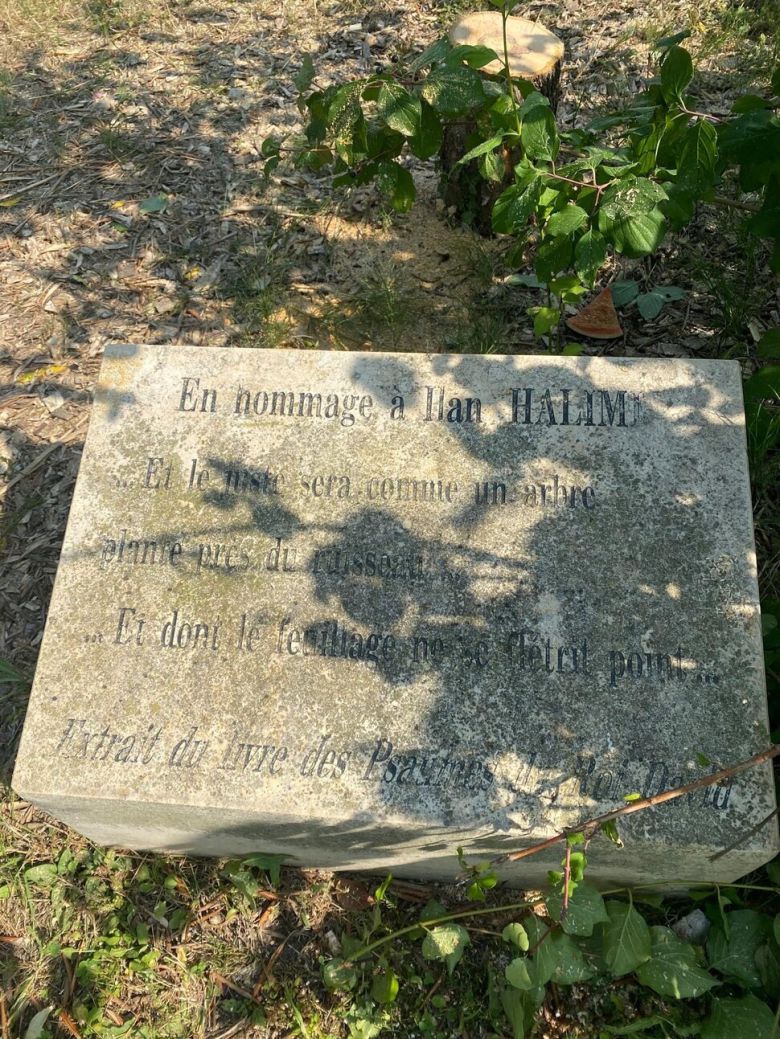 En hommage à Ilan HALIMI
... Et le juste sera comme un arbre
planté près du ruisseau ...
... Et dont le feuillage ne se flétrit point ...
Extrait du livre des Psaumes du Roi David